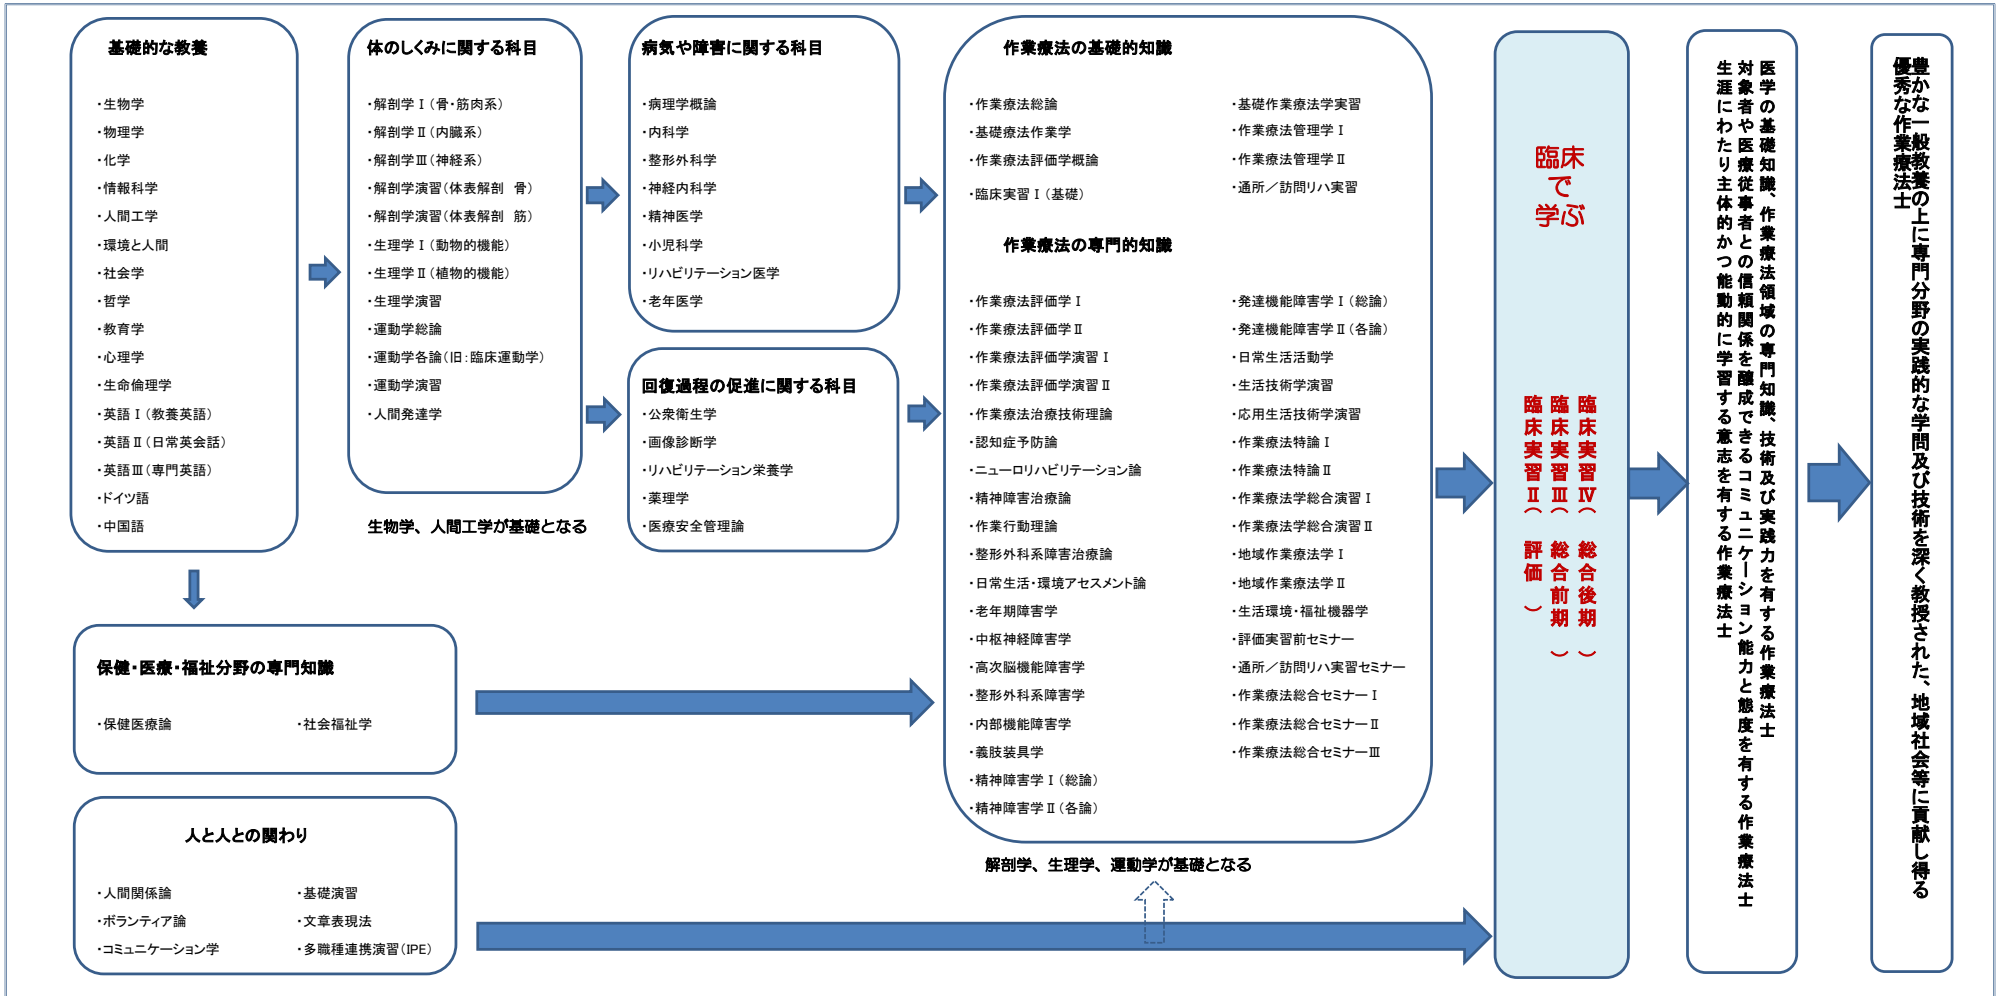 基礎的な教養
・生物学
・物理学
・化学
・情報科学
・人間工学
・環境と人間
・社会学
・哲学
・教育学
・心理学
・生命倫理学
・英語Ⅰ(教養英語)
・英語Ⅱ(日常英会話)
・英語Ⅲ(専門英語)
・ドイツ語
・中国語
体のしくみに関する科目
・解剖学Ⅰ(骨・筋肉系)
・解剖学Ⅱ(内臓系)
・解剖学Ⅲ(神経系)
・解剖学演習(体表解剖 骨)
・解剖学演習(体表解剖 筋)
・生理学Ⅰ(動物的機能)
・生理学Ⅱ(植物的機能)
・生理学演習
・運動学総論
・運動学各論(旧:臨床運動学)
・運動学演習
・人間発達学
生物学、人間工学が基礎となる
病気や障害に関する科目
・病理学概論
・内科学
・整形外科学
・神経内科学
・精神医学
・小児科学
・リハビリテーション医学
・老年医学
回復過程の促進に関する科目
・公衆衛生学
・画像診断学
・リハビリテーション栄養学
・薬理学
・医療安全管理論
保健・医療・福祉分野の専門知識
・保健医療論
・社会福祉学
人と人との関わり
・人間関係論
・ボランティア論
・コミュニケーション学
・基礎演習
・文章表現法
・多職種連携演習(IPE)
作業療法の基礎的知識
・作業療法総論
・基礎療法作業学
・作業療法評価学概論
・臨床実習Ⅰ(基礎)
・基礎作業療法学実習
・作業療法管理学Ⅰ
・作業療法管理学Ⅱ
・通所/訪問リハ実習
作業療法の専門的知識
・作業療法評価学Ⅰ
・作業療法評価学Ⅱ
・作業療法評価学演習Ⅰ
・作業療法評価学演習Ⅱ
・作業療法治療技術理論
・認知症予防論
・ニューロリハビリテーション論
・精神障害治療論
・作業行動理論
・整形外科系障害治療論
・日常生活・環境アセスメント論
・老年期障害学
・中枢神経障害学
・高次脳機能障害学
・整形外科系障害学
・内部機能障害学
・義肢装具学
・精神障害学Ⅰ(総論)
・精神障害学Ⅱ(各論)
・発達機能障害学Ⅰ(総論)
・発達機能障害学Ⅱ(各論)
・日常生活活動学
・生活技術学演習
・応用生活技術学演習
・作業療法特論Ⅰ
・作業療法特論Ⅱ
・作業療法学総合演習Ⅰ
・作業療法学総合演習Ⅱ
・地域作業療法学Ⅰ
・地域作業療法学Ⅱ
・生活環境・福祉機器学
・評価実習前セミナー
・通所/訪問リハ実習セミナー
・作業療法総合セミナーⅠ
・作業療法総合セミナーⅡ
・作業療法総合セミナーⅢ
解剖学、生理学、運動学が基礎となる
臨床
で
学ぶ
臨床実習Ⅳ( 総合後期 )
臨床実習Ⅲ( 総合前期 )
臨床実習Ⅱ( 評価 )
医学の基礎知識、作業療法領域の専門知識、技術及び実践力を有する作業療法士
対象者や医療従事者との信頼関係を醸成できるコミュニケーション能力と態度を有する作業療法士
生涯にわたり主体的かつ能動的に学習する意志を有する作業療法士
豊かな一般教養の上に専門分野の実践的な学問及び技術を深く教授された、地域社会等に貢献し得る
優秀な作業療法士